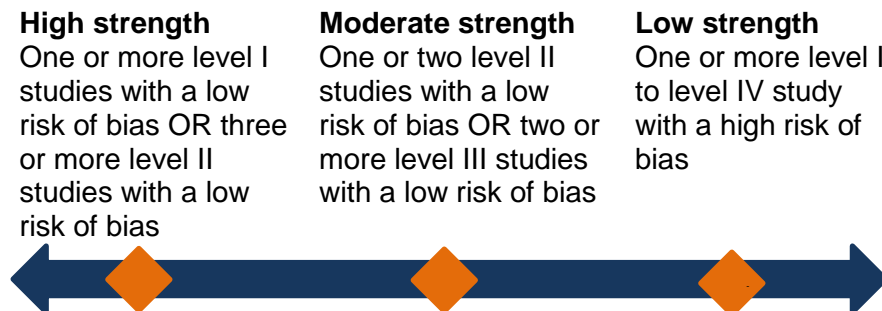 High strength
One or more level I
studies with a low
risk of bias OR three
or more level II
studies with a low
risk of bias
Moderate strength
One or two level II
studies with a low
risk of bias OR two or
more level III studies
with a low risk of bias
Low strength
One or more level I
to level IV study
with a high risk of
bias